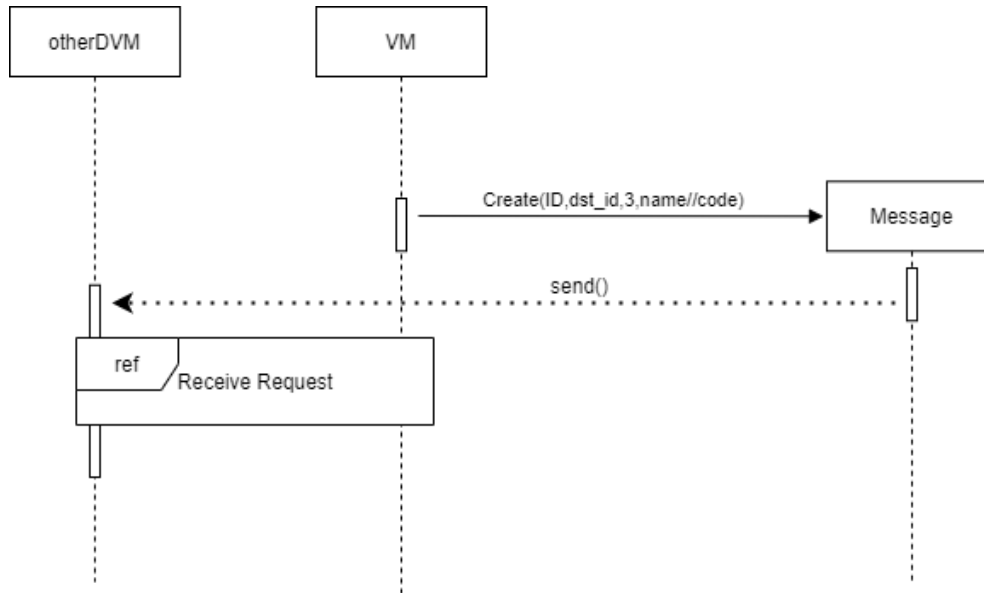 otherDVM
VM
Create(ID,dst_id,3,name//code)
Message
send()
ref
Receive Request